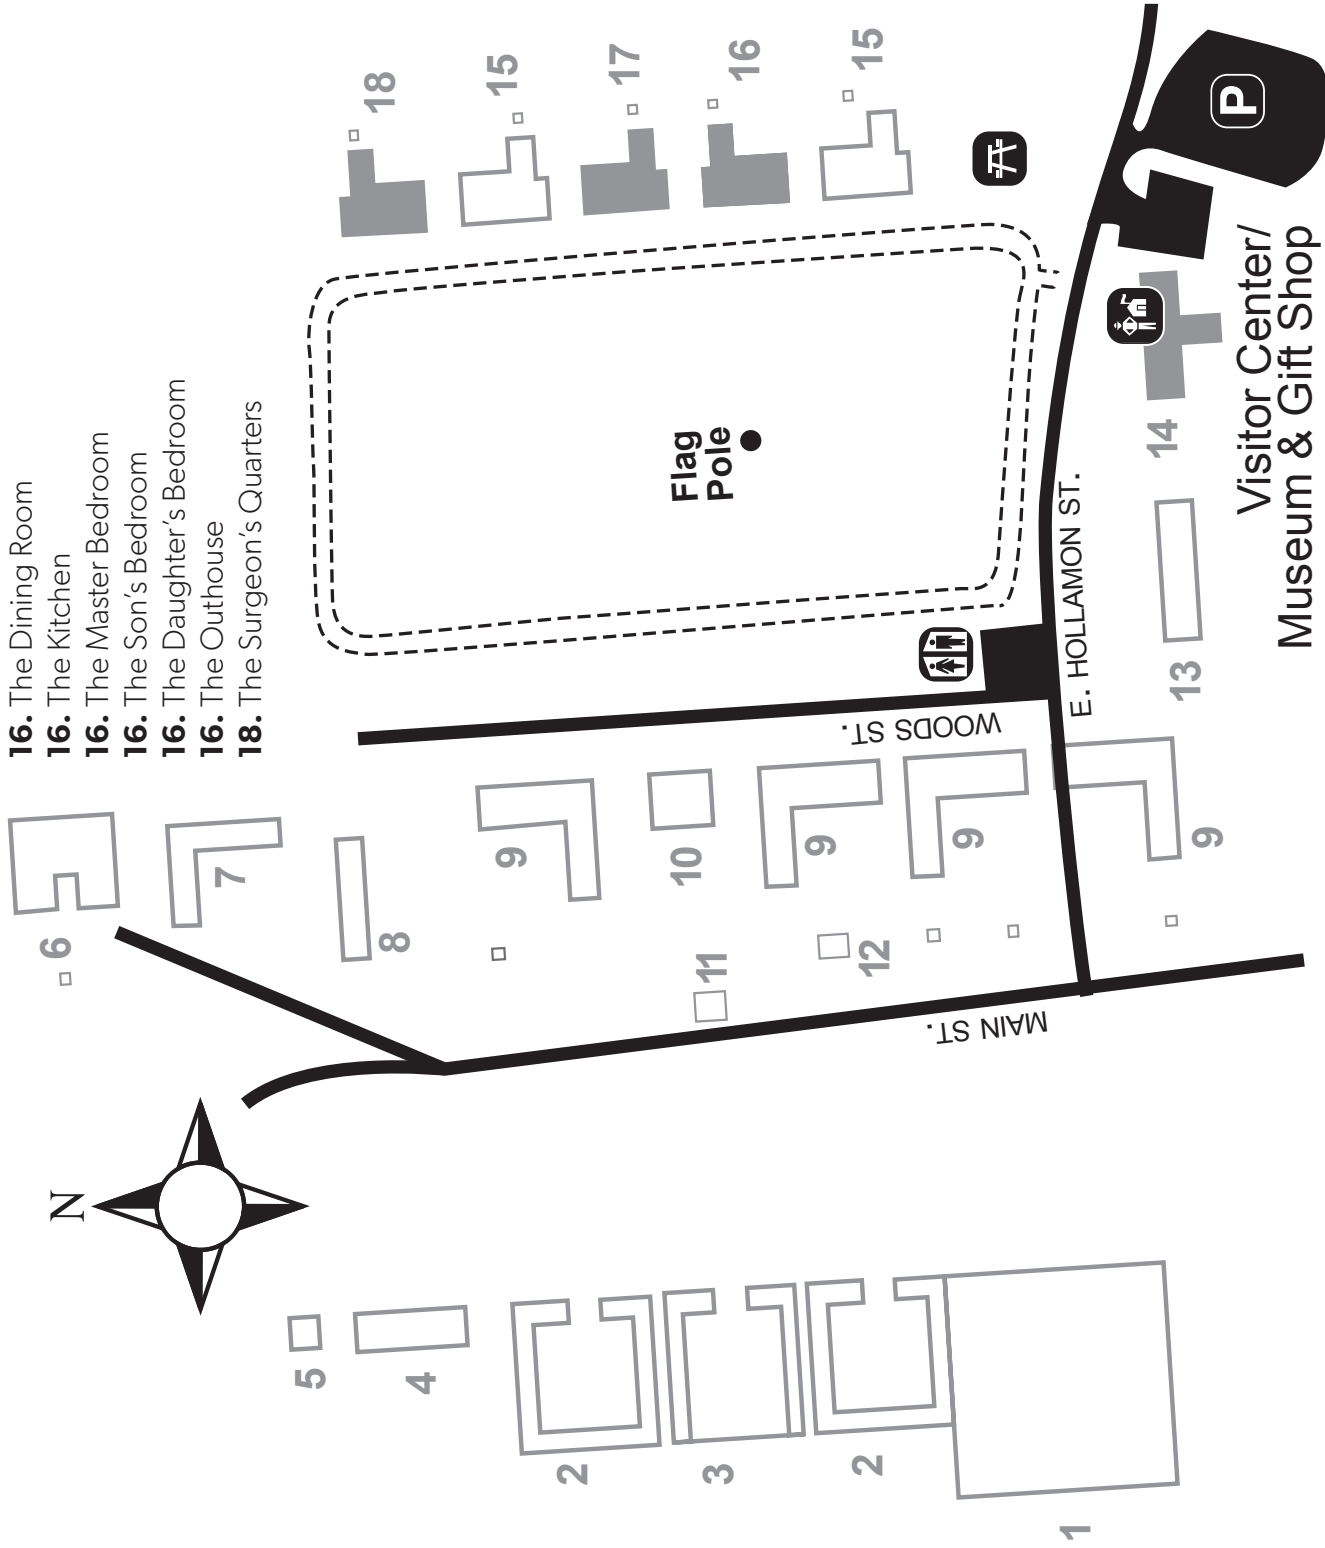 16. The Dining Room
16. The Kitchen
16. The Master Bedroom
16. The Son's Bedroom
16. The Daughter's Bedroom
16. The Outhouse
18. The Surgeon's Quarters
N
18
15
17
16
15
P
Flag
Pole
14
Visitor Center/
Museum & Gift Shop
E. HOLLAMON ST.
13
WOODS ST.
6
7
8
9
10
9
9
9
11
12
MAIN ST.
5
4
2
3
2
1